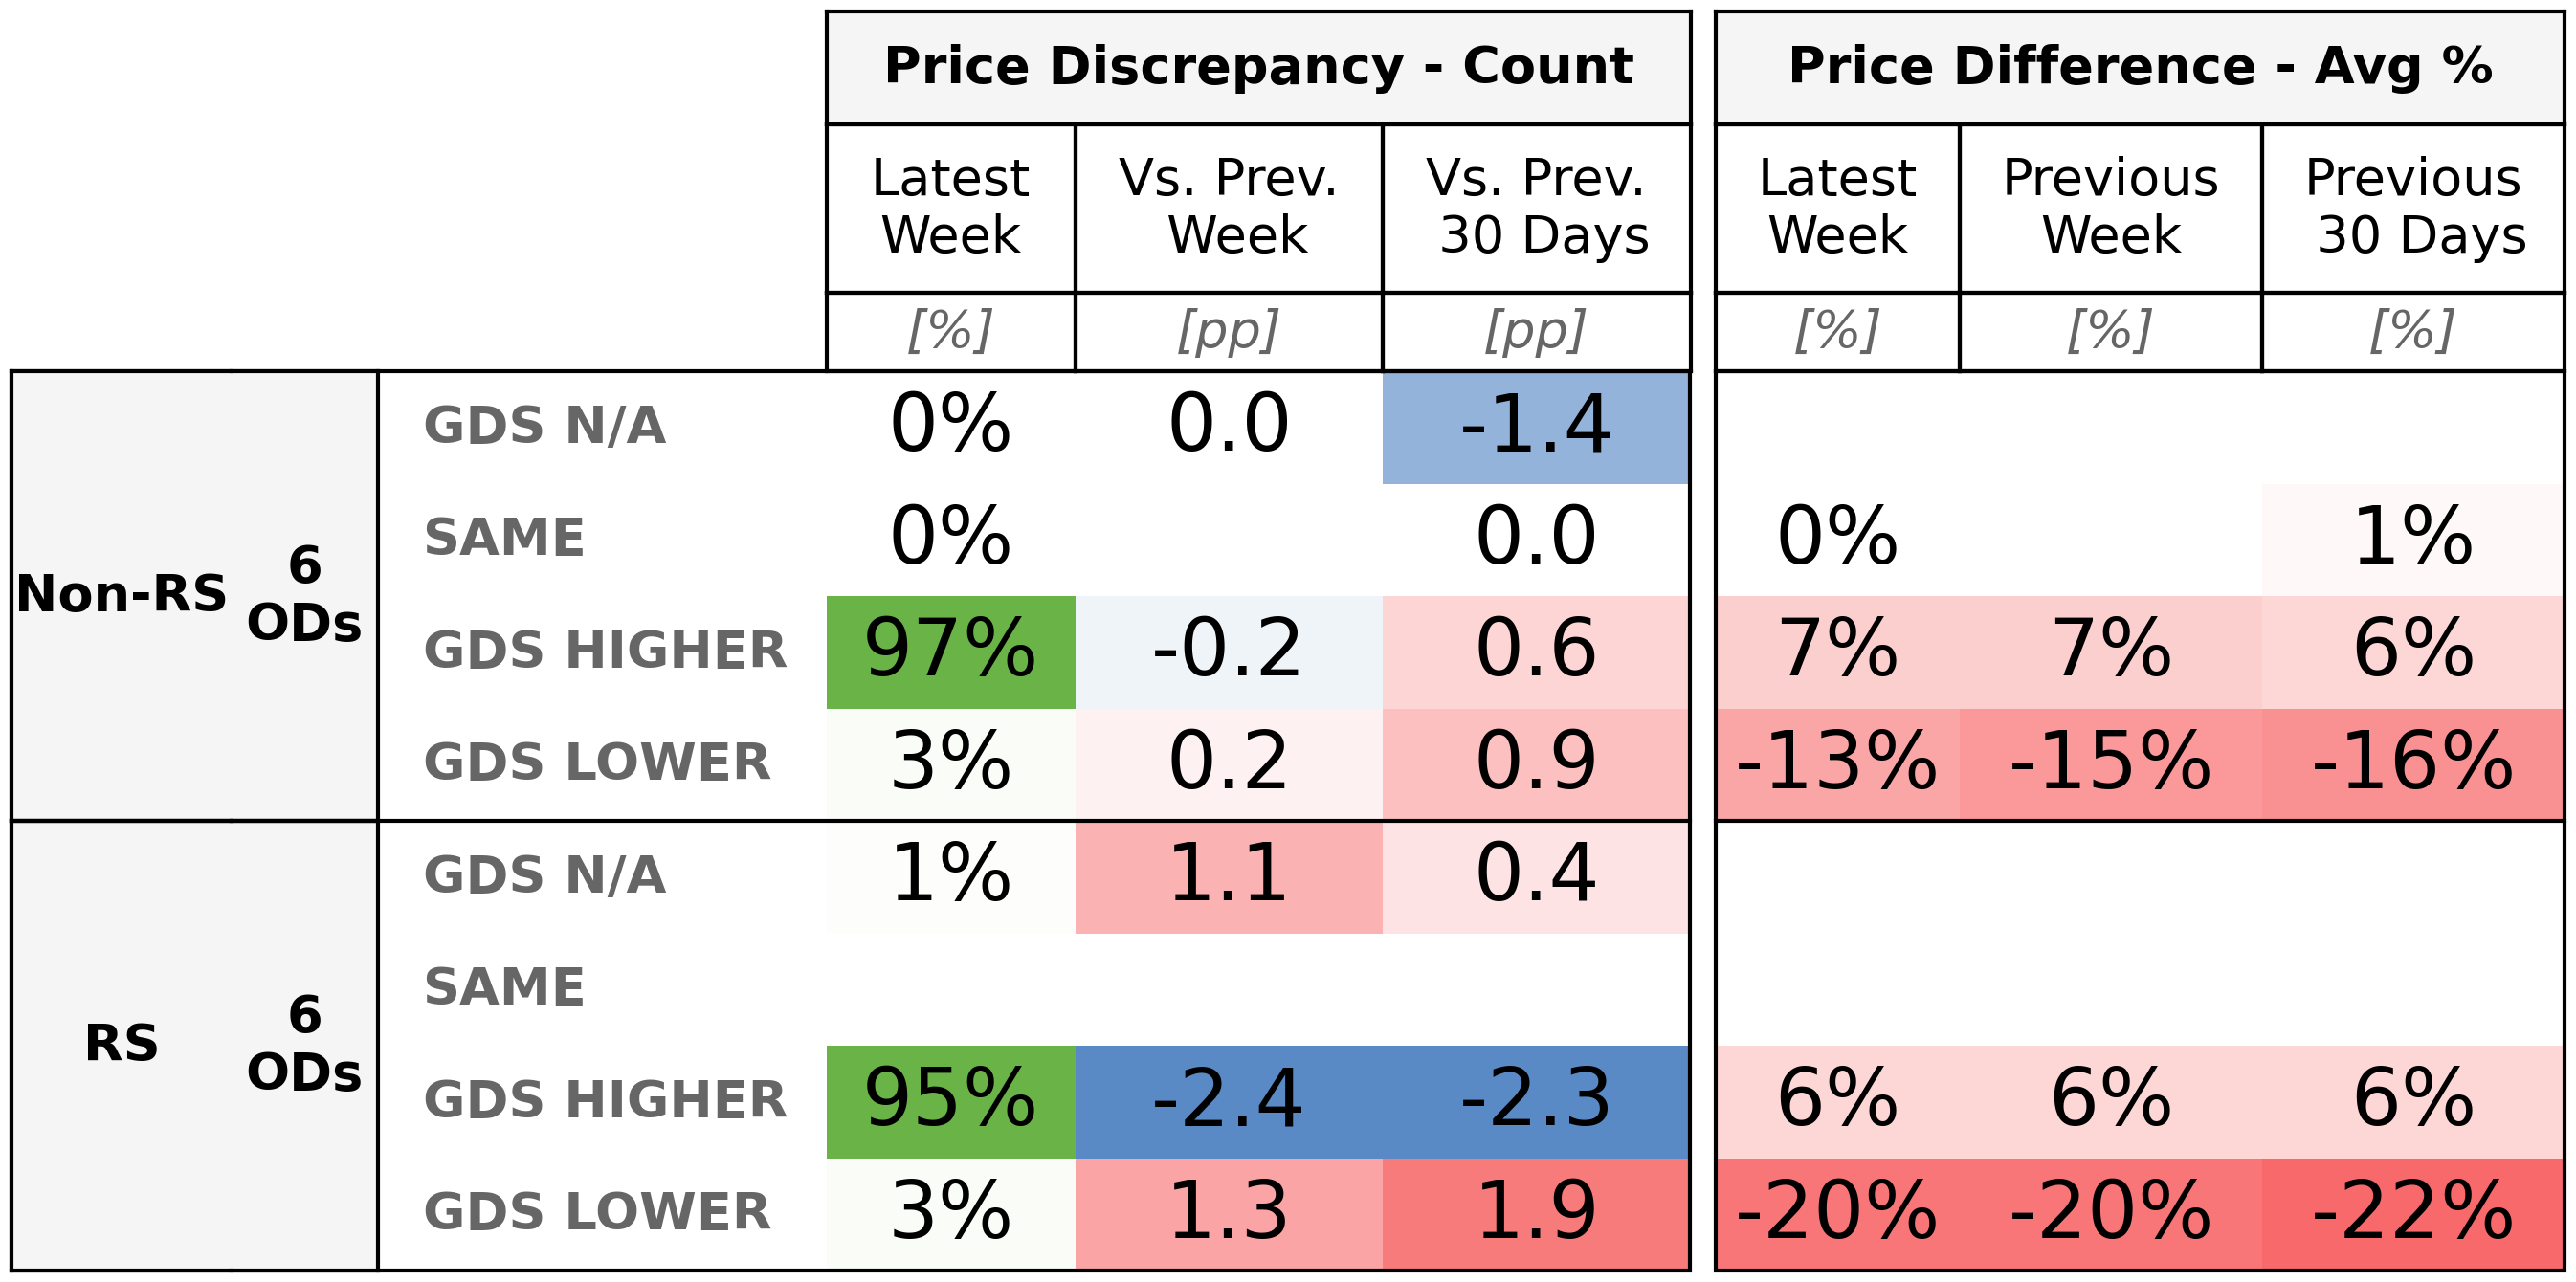 Price Discrepancy - Count
Price Difference - Avg %
Latest Week
Vs. Prev. Week
Vs. Prev. 30 Days
Latest Week
Previous Week
Previous 30 Days
[%] [pp] [pp] [%] [%] [%]
Non-RS
6 ODs
GDS N/A 0% 0.0 -1.4
SAME 0% 0.0 0% 1%
GDS HIGHER 97% -0.2 0.6 7% 7% 6%
GDS LOWER 3% 0.2 0.9 -13% -15% -16%
RS
6 ODs
GDS N/A 1% 1.1 0.4
SAME
GDS HIGHER 95% -2.4 -2.3 6% 6% 6%
GDS LOWER 3% 1.3 1.9 -20% -20% -22%